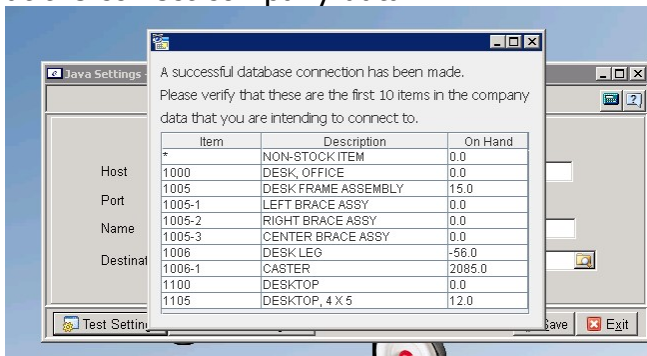 Java Settings -
A successful database connection has been made.
Please verify that these are the first 10 items in the company
data that you are intending to connect to.
Item Description On Hand
* NON-STOCK ITEM 0.0
1000 DESK, OFFICE 0.0
1005 DESK FRAME ASSEMBLY 15.0
1005-1 LEFT BRACE ASSY 0.0
1005-2 RIGHT BRACE ASSY 0.0
1005-3 CENTER BRACE ASSY 0.0
1006 DESK LEG -56.0
1006-1 CASTER 2085.0
1100 DESKTOP 0.0
1105 DESKTOP, 4 X 5 12.0
Host
Port
Name
Test Save Exit